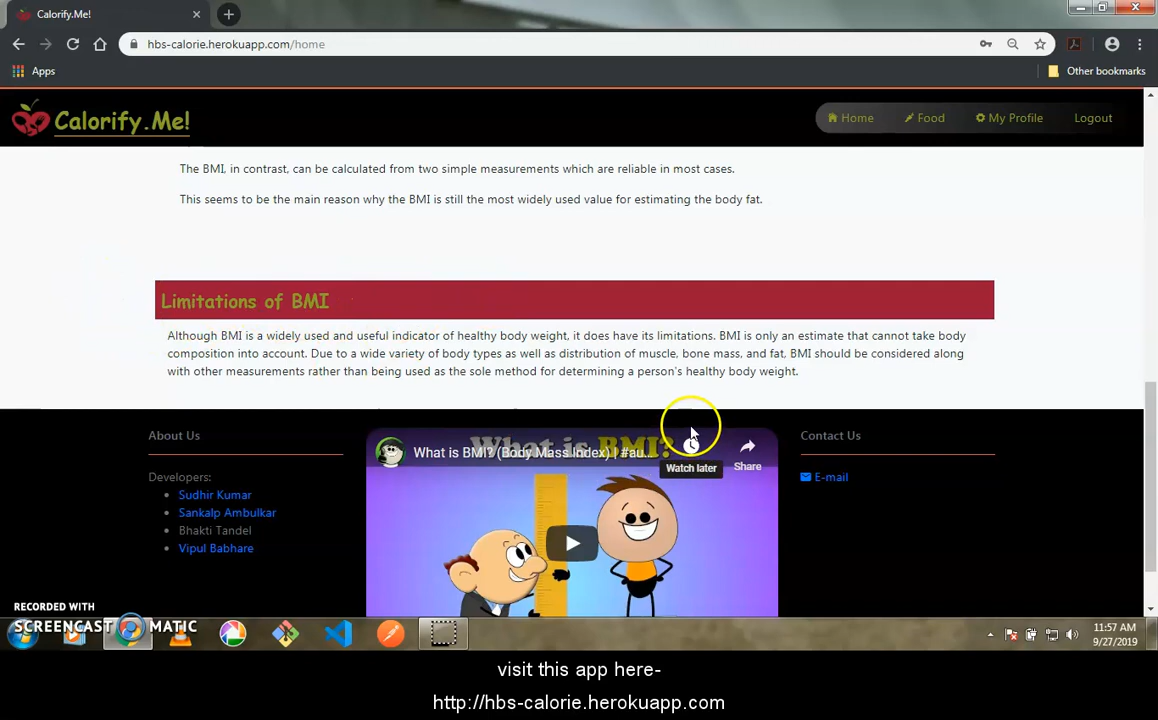 Calorify.Me!
hbs-calorie.herokuapp.com/home
Apps
Other bookmarks
Calorify.Me!
Home
Food
My Profile
Logout
The BMI, in contrast, can be calculated from two simple measurements which are reliable in most cases.
This seems to be the main reason why the BMI is still the most widely used value for estimating the body fat.
Limitations of BMI
Although BMI is a widely used and useful indicator of healthy body weight, it does have its limitations. BMI is only an estimate that cannot take body
composition into account. Due to a wide variety of body types as well as distribution of muscle, bone mass, and fat, BMI should be considered along
with other measurements rather than being used as the sole method for determining a person's healthy body weight.
About Us
Developers:
Sudhir Kumar
Sankalp Ambulkar
Bhakti Tandel
Vipul Babhare
What is BMI?
What is BMI? (Body Mass Index) | #au...
Watch later
Share
Contact Us
E-mail
RECORDED WITH
SCREENCAST MATIC
11:57 AM
9/27/2019
visit this app here-
http://hbs-calorie.herokuapp.com